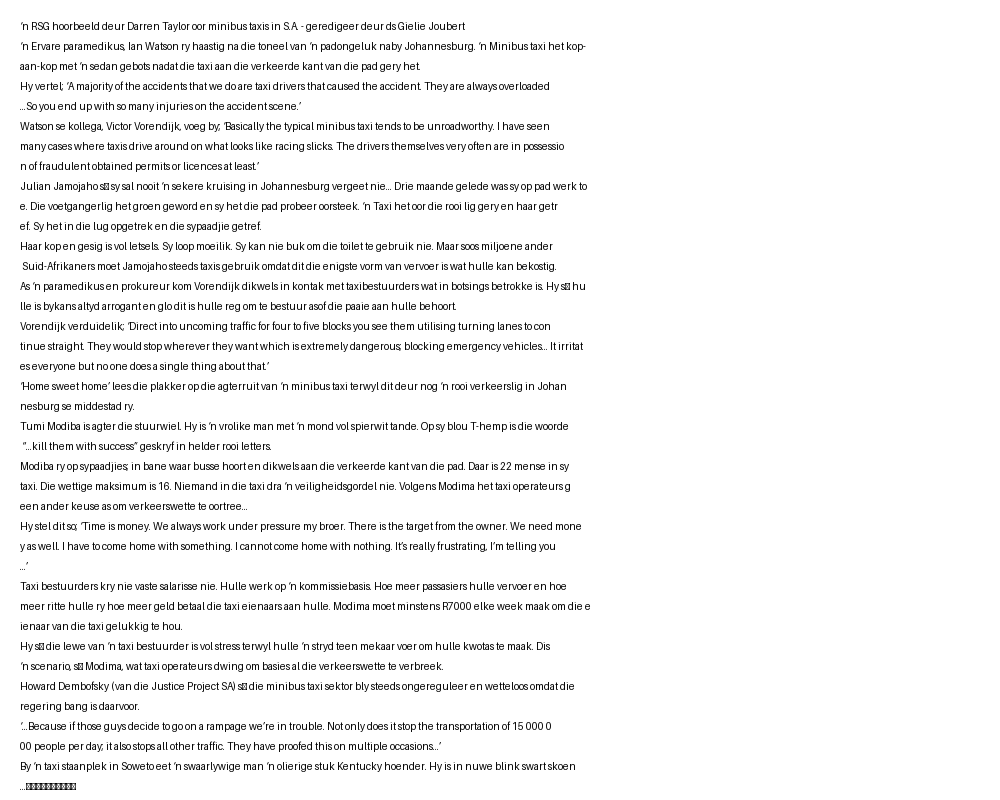 ‘n RSG hoorbeeld deur Darren Taylor oor minibus taxis in S.A. - geredigeer deur ds Gielie Joubert
‘n Ervare paramedikus, Ian Watson ry haastig na die toneel van ‘n padongeluk naby Johannesburg. ‘n Minibus taxi het kop-
aan-kop met ‘n sedan gebots nadat die taxi aan die verkeerde kant van die pad gery het.
Hy vertel; ‘A majority of the accidents that we do are taxi drivers that caused the accident. They are always overloaded
…So you end up with so many injuries on the accident scene.’
Watson se kollega, Victor Vorendijk, voeg by; ‘Basically the typical minibus taxi tends to be unroadworthy. I have seen
many cases where taxis drive around on what looks like racing slicks. The drivers themselves very often are in possessio
n of fraudulent obtained permits or licences at least.’
Julian Jamojaho s� sy sal nooit ‘n sekere kruising in Johannesburg vergeet nie… Drie maande gelede was sy op pad werk to
e. Die voetgangerlig het groen geword en sy het die pad probeer oorsteek. ‘n Taxi het oor die rooi lig gery en haar getr
ef. Sy het in die lug opgetrek en die sypaadjie getref.
Haar kop en gesig is vol letsels. Sy loop moeilik. Sy kan nie buk om die toilet te gebruik nie. Maar soos miljoene ander
Suid-Afrikaners moet Jamojaho steeds taxis gebruik omdat dit die enigste vorm van vervoer is wat hulle kan bekostig.
As ‘n paramedikus en prokureur kom Vorendijk dikwels in kontak met taxibestuurders wat in botsings betrokke is. Hy s� hu
lle is bykans altyd arrogant en glo dit is hulle reg om te bestuur asof die paaie aan hulle behoort.
Vorendijk verduidelik; ‘Direct into uncoming traffic for four to five blocks you see them utilising turning lanes to con
tinue straight. They would stop wherever they want which is extremely dangerous; blocking emergency vehicles… It irritat
es everyone but no one does a single thing about that.’
‘Home sweet home’ lees die plakker op die agterruit van ‘n minibus taxi terwyl dit deur nog ‘n rooi verkeerslig in Johan
nesburg se middestad ry.
Tumi Modiba is agter die stuurwiel. Hy is ‘n vrolike man met ‘n mond vol spierwit tande. Op sy blou T-hemp is die woorde
“…kill them with success” geskryf in helder rooi letters.
Modiba ry op sypaadjies; in bane waar busse hoort en dikwels aan die verkeerde kant van die pad. Daar is 22 mense in sy
taxi. Die wettige maksimum is 16. Niemand in die taxi dra ‘n veiligheidsgordel nie. Volgens Modima het taxi operateurs g
een ander keuse as om verkeerswette te oortree…
Hy stel dit so; ‘Time is money. We always work under pressure my broer. There is the target from the owner. We need mone
y as well. I have to come home with something. I cannot come home with nothing. It’s really frustrating, I’m telling you
…’
Taxi bestuurders kry nie vaste salarisse nie. Hulle werk op ‘n kommissiebasis. Hoe meer passasiers hulle vervoer en hoe
meer ritte hulle ry hoe meer geld betaal die taxi eienaars aan hulle. Modima moet minstens R7000 elke week maak om die e
ienaar van die taxi gelukkig te hou.
Hy s� die lewe van ‘n taxi bestuurder is vol stress terwyl hulle ‘n stryd teen mekaar voer om hulle kwotas te maak. Dis
‘n scenario, s� Modima, wat taxi operateurs dwing om basies al die verkeerswette te verbreek.
Howard Dembofsky (van die Justice Project SA) s� die minibus taxi sektor bly steeds ongereguleer en wetteloos omdat die
regering bang is daarvoor.
‘…Because if those guys decide to go on a rampage we’re in trouble. Not only does it stop the transportation of 15 000 0
00 people per day; it also stops all other traffic. They have proofed this on multiple occasions…’
By ‘n taxi staanplek in Soweto eet ‘n swaarlywige man ‘n olierige stuk Kentucky hoender. Hy is in nuwe blink swart skoen
…����������